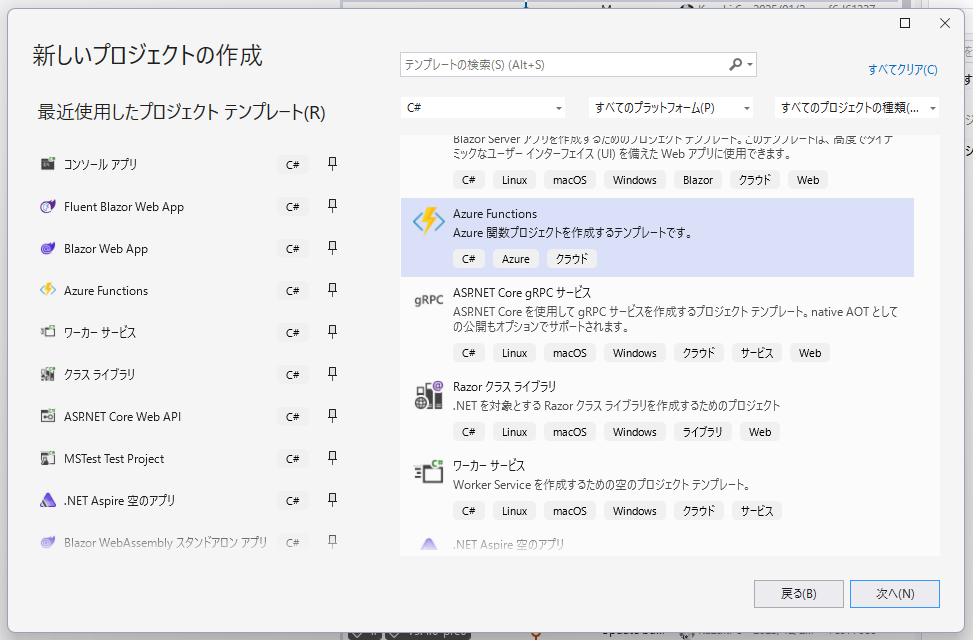 新しいプロジェクトの作成
最近使用したプロジェクト テンプレート(R)
コンソール アプリ C#
Fluent Blazor Web App C#
Blazor Web App C#
Azure Functions C#
ワーカー サービス C#
クラス ライブラリ C#
ASP.NET Core Web API C#
MSTest Test Project C#
.NET Aspire 空のアプリ C#
Blazor WebAssembly スタンドアロン アプリ C#
テンプレートの検索(S) (Alt+S)
すべてクリア(C)
C# すべてのプラットフォーム(P) すべてのプロジェクトの種類(...
Blazor Server アプリを作成するためのプロジェクト テンプレート。このテンプレートは、高度でダイナ
ミックなユーザー インターフェイス (UI) を備えた Web アプリに使用できます。
C# Linux macOS Windows Blazor クラウド Web
Azure Functions
Azure 関数プロジェクトを作成するテンプレートです。
C# Azure クラウド
gRPC ASP.NET Core gRPC サービス
ASP.NET Core を使用して gRPC サービスを作成するプロジェクト テンプレート。native AOT として
の公開もオプションでサポートされます。
C# Linux macOS Windows クラウド サービス Web
Razor クラス ライブラリ
.NET を対象とする Razor クラス ライブラリを作成するためのプロジェクト
C# Linux macOS Windows ライブラリ Web
ワーカー サービス
Worker Service を作成するための空のプロジェクト テンプレート。
C# Linux macOS Windows クラウド サービス
.NET Aspire 空のアプリ
戻る(B) 次へ(N)